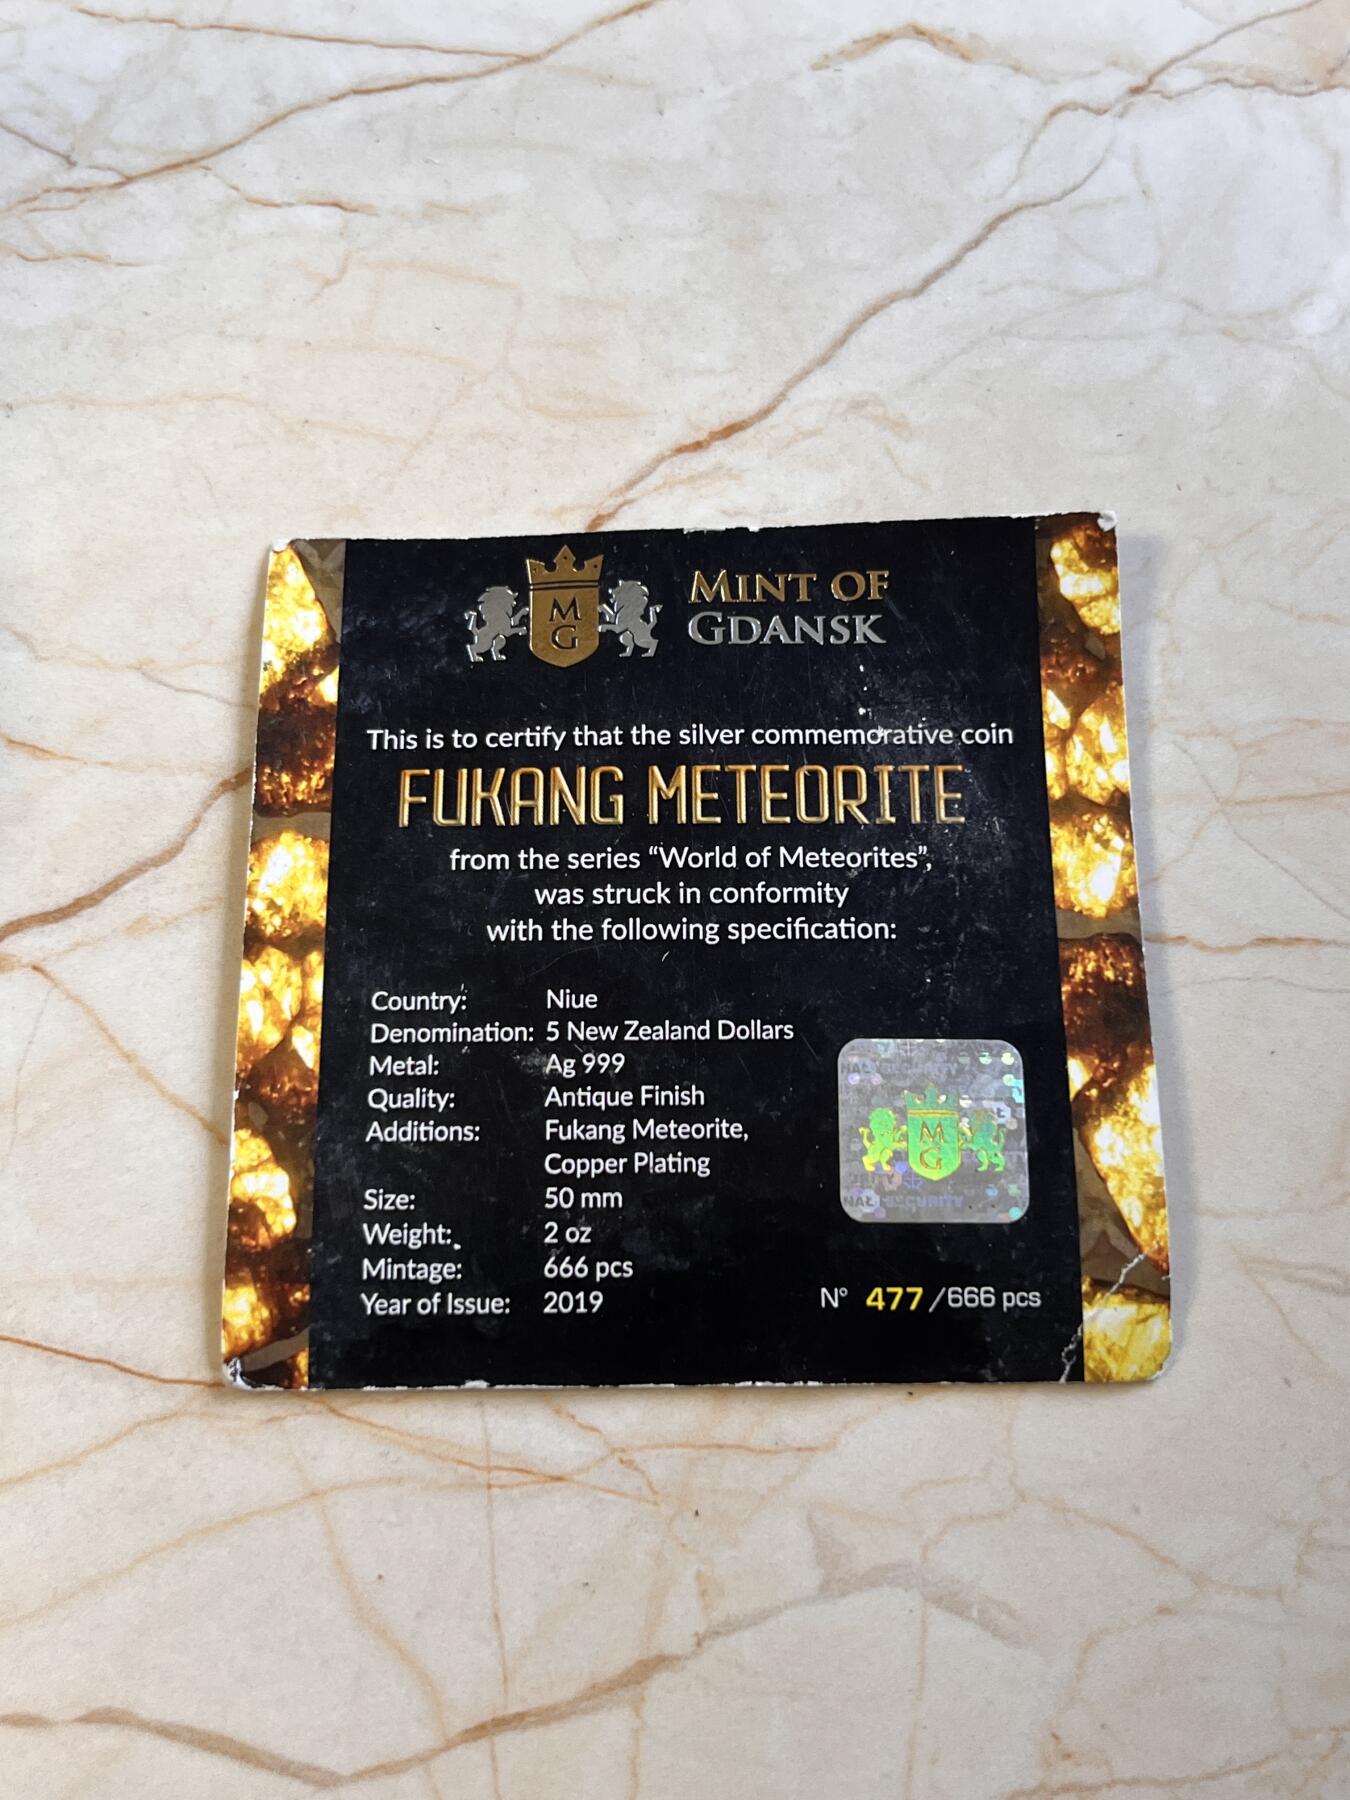 M
G
MINT OF
GDANSK
This is to certify that the silver commemorative coin
FUKANG METEORITE
from the series “World of Meteorites”,
was struck in conformity
with the following specification:
Country: Niue
Denomination: 5 New Zealand Dollars
Metal: Ag 999
Quality: Antique Finish
Additions: Fukang Meteorite,
Copper Plating
Size: 50 mm
Weight: 2 oz
Mintage: 666 pcs
Year of Issue: 2019
SECURITY
M
G
SECURITY
N° 477 /666 pcs